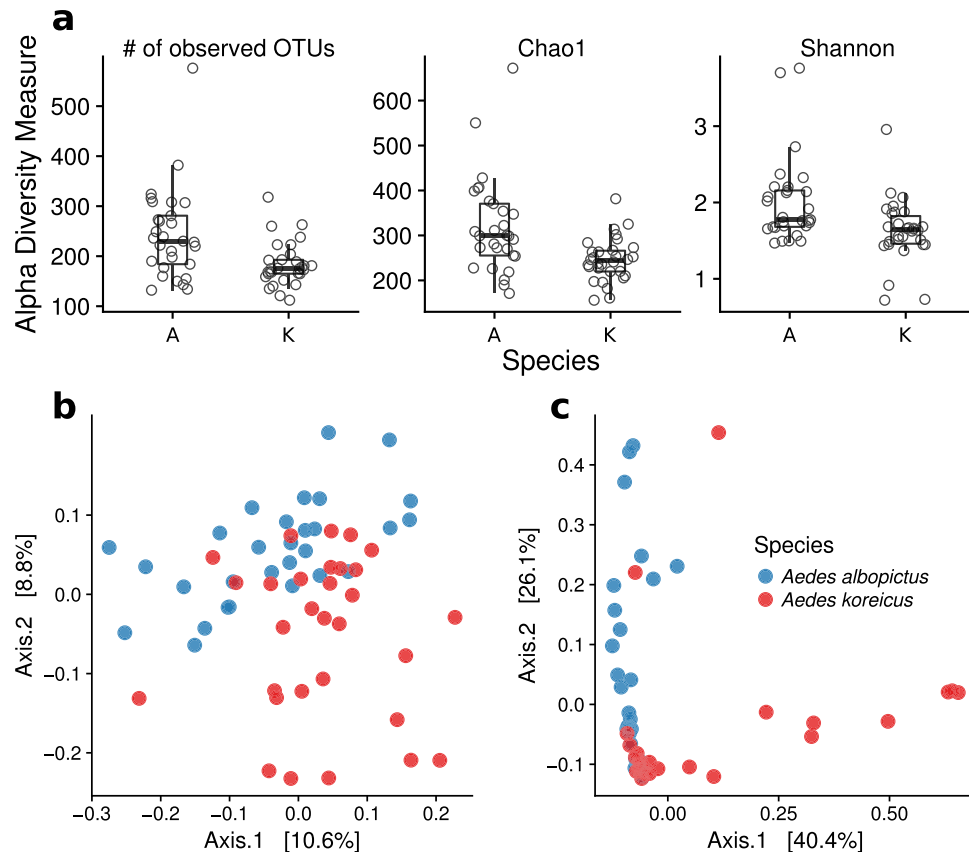 a
# of observed OTUs
Chao1
Shannon
Alpha Diversity Measure
500
400
300
200
100
600
500
400
300
200
3
2
1
A
K
A
K
A
K
Species
b
Axis.2 [8.8%]
0.1
0.0
−0.1
−0.2
−0.3
−0.2
−0.1
0.0
0.1
0.2
Axis.1 [10.6%]
c
Axis.2 [26.1%]
0.4
0.3
0.2
0.1
0.0
−0.1
Species
Aedes albopictus
Aedes koreicus
0.00
0.25
0.50
Axis.1 [40.4%]